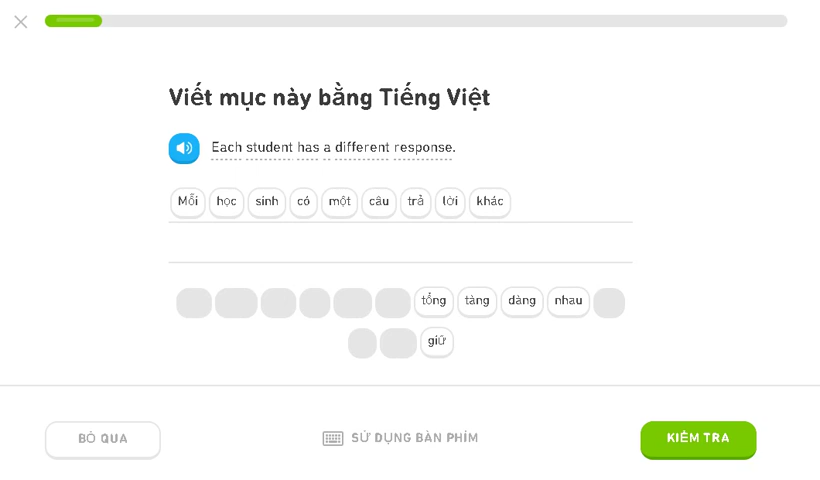 Viết mục này bằng Tiếng Việt
Each student has a different response.
Mỗi học sinh có một câu trả lời khác
tổng tàng dàng nhau
giữ
BỎ QUA SỬ DỤNG BÀN PHÍM KIỂM TRA